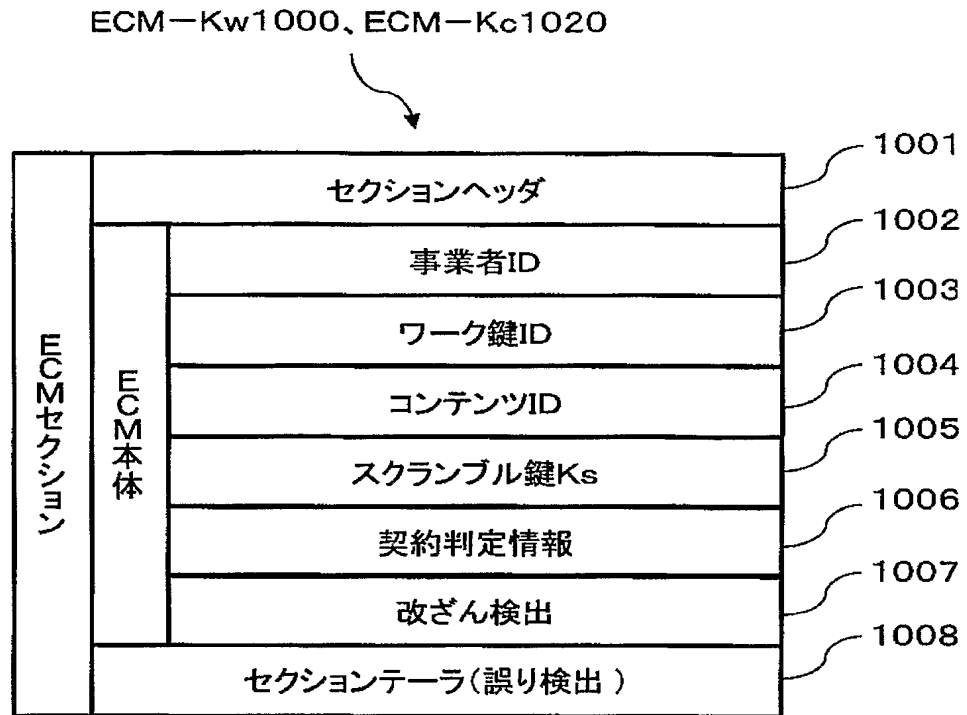 ECM－Kw1000、ECM－Kc1020
ECMセクション
セクションヘッダ
1001
ECM本体
事業者ID
1002
ワーク鍵ID
1003
コンテンツID
1004
スクランブル鍵Ks
1005
契約判定情報
1006
改ざん検出
1007
セクションテーラ(誤り検出 )
1008